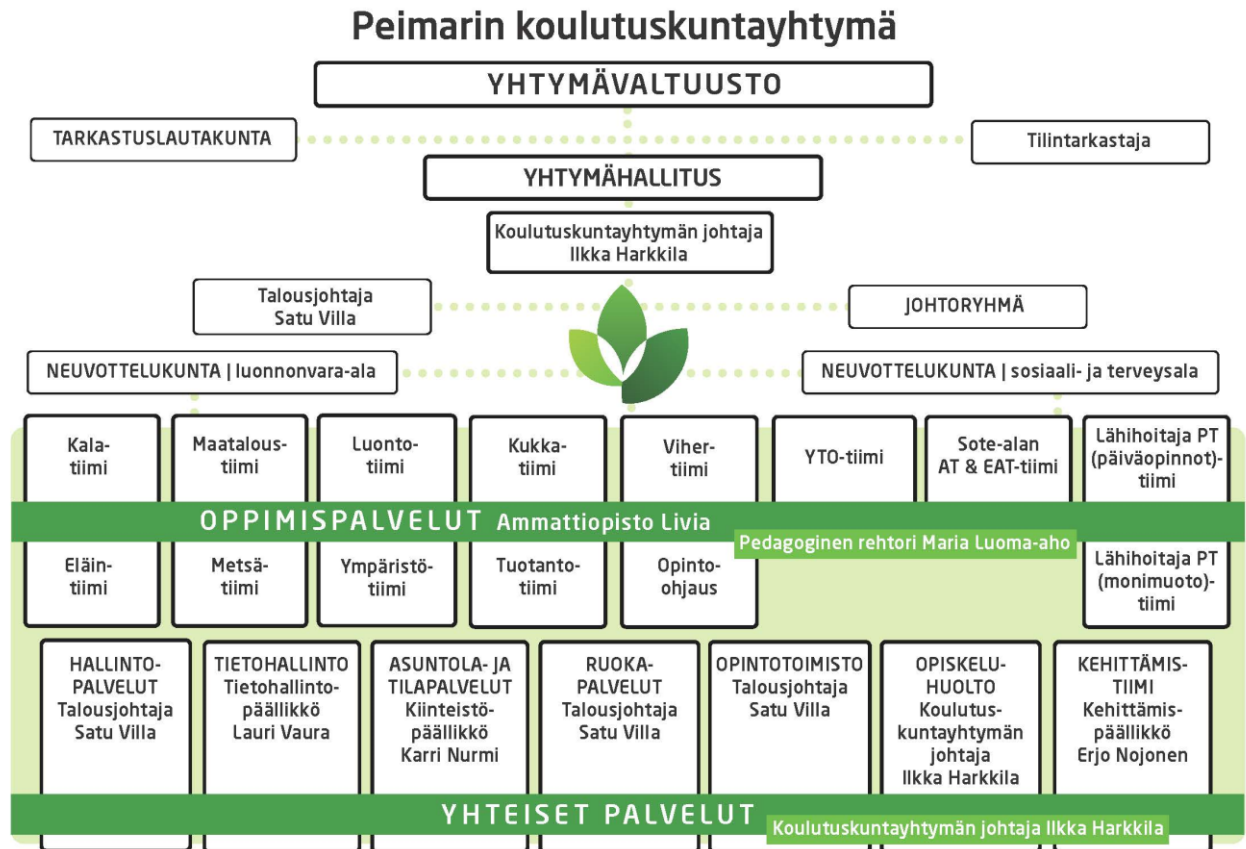 Peimarin koulutuskuntayhtymä
YHTYMÄVALTUUSTO
TARKASTUSLAUTAKUNTA
Tilintarkastaja
YHTYMÄHALLITUS
Koulutuskuntayhtymän johtaja
Ilkka Harkkila
Talousjohtaja
Satu Villa
JOHTORYHMÄ
NEUVOTTELUKUNTA | luonnonvara-ala
NEUVOTTELUKUNTA | sosiaali- ja terveysala
Kala-
tiimi
Maatalous-
tiimi
Luonto-
tiimi
Kukka-
tiimi
Viher-
tiimi
YTO-tiimi
Sote-alan
AT & EAT-tiimi
Lähihoitaja PT
(päiväopinnot)-
tiimi
OPPIMISPALVELUT Ammattiopisto Livia
Pedagoginen rehtori Maria Luoma-aho
Eläin-
tiimi
Metsä-
tiimi
Ympäristö-
tiimi
Tuotanto-
tiimi
Opinto-
ohjaus
Lähihoitaja PT
(monimuoto)-
tiimi
HALLINTO-
PALVELUT
Talousjohtaja
Satu Villa
TIETOHALLINTO
Tietohallinto-
päällikkö
Lauri Vaura
ASUNTOLA- JA
TILAPALVELUT
Kiinteistö-
päällikkö
Karri Nurmi
RUOKA-
PALVELUT
Talousjohtaja
Satu Villa
OPINTOTOIMISTO
Talousjohtaja
Satu Villa
OPISKELU-
HUOLTO
Koulutus-
kuntayhtymän
johtaja
Ilkka Harkkila
KEHITTÄMIS-
TIIMI
Kehittämis-
päällikkö
Erjo Nojonen
YHTEISET PALVELUT
Koulutuskuntayhtymän johtaja Ilkka Harkkila